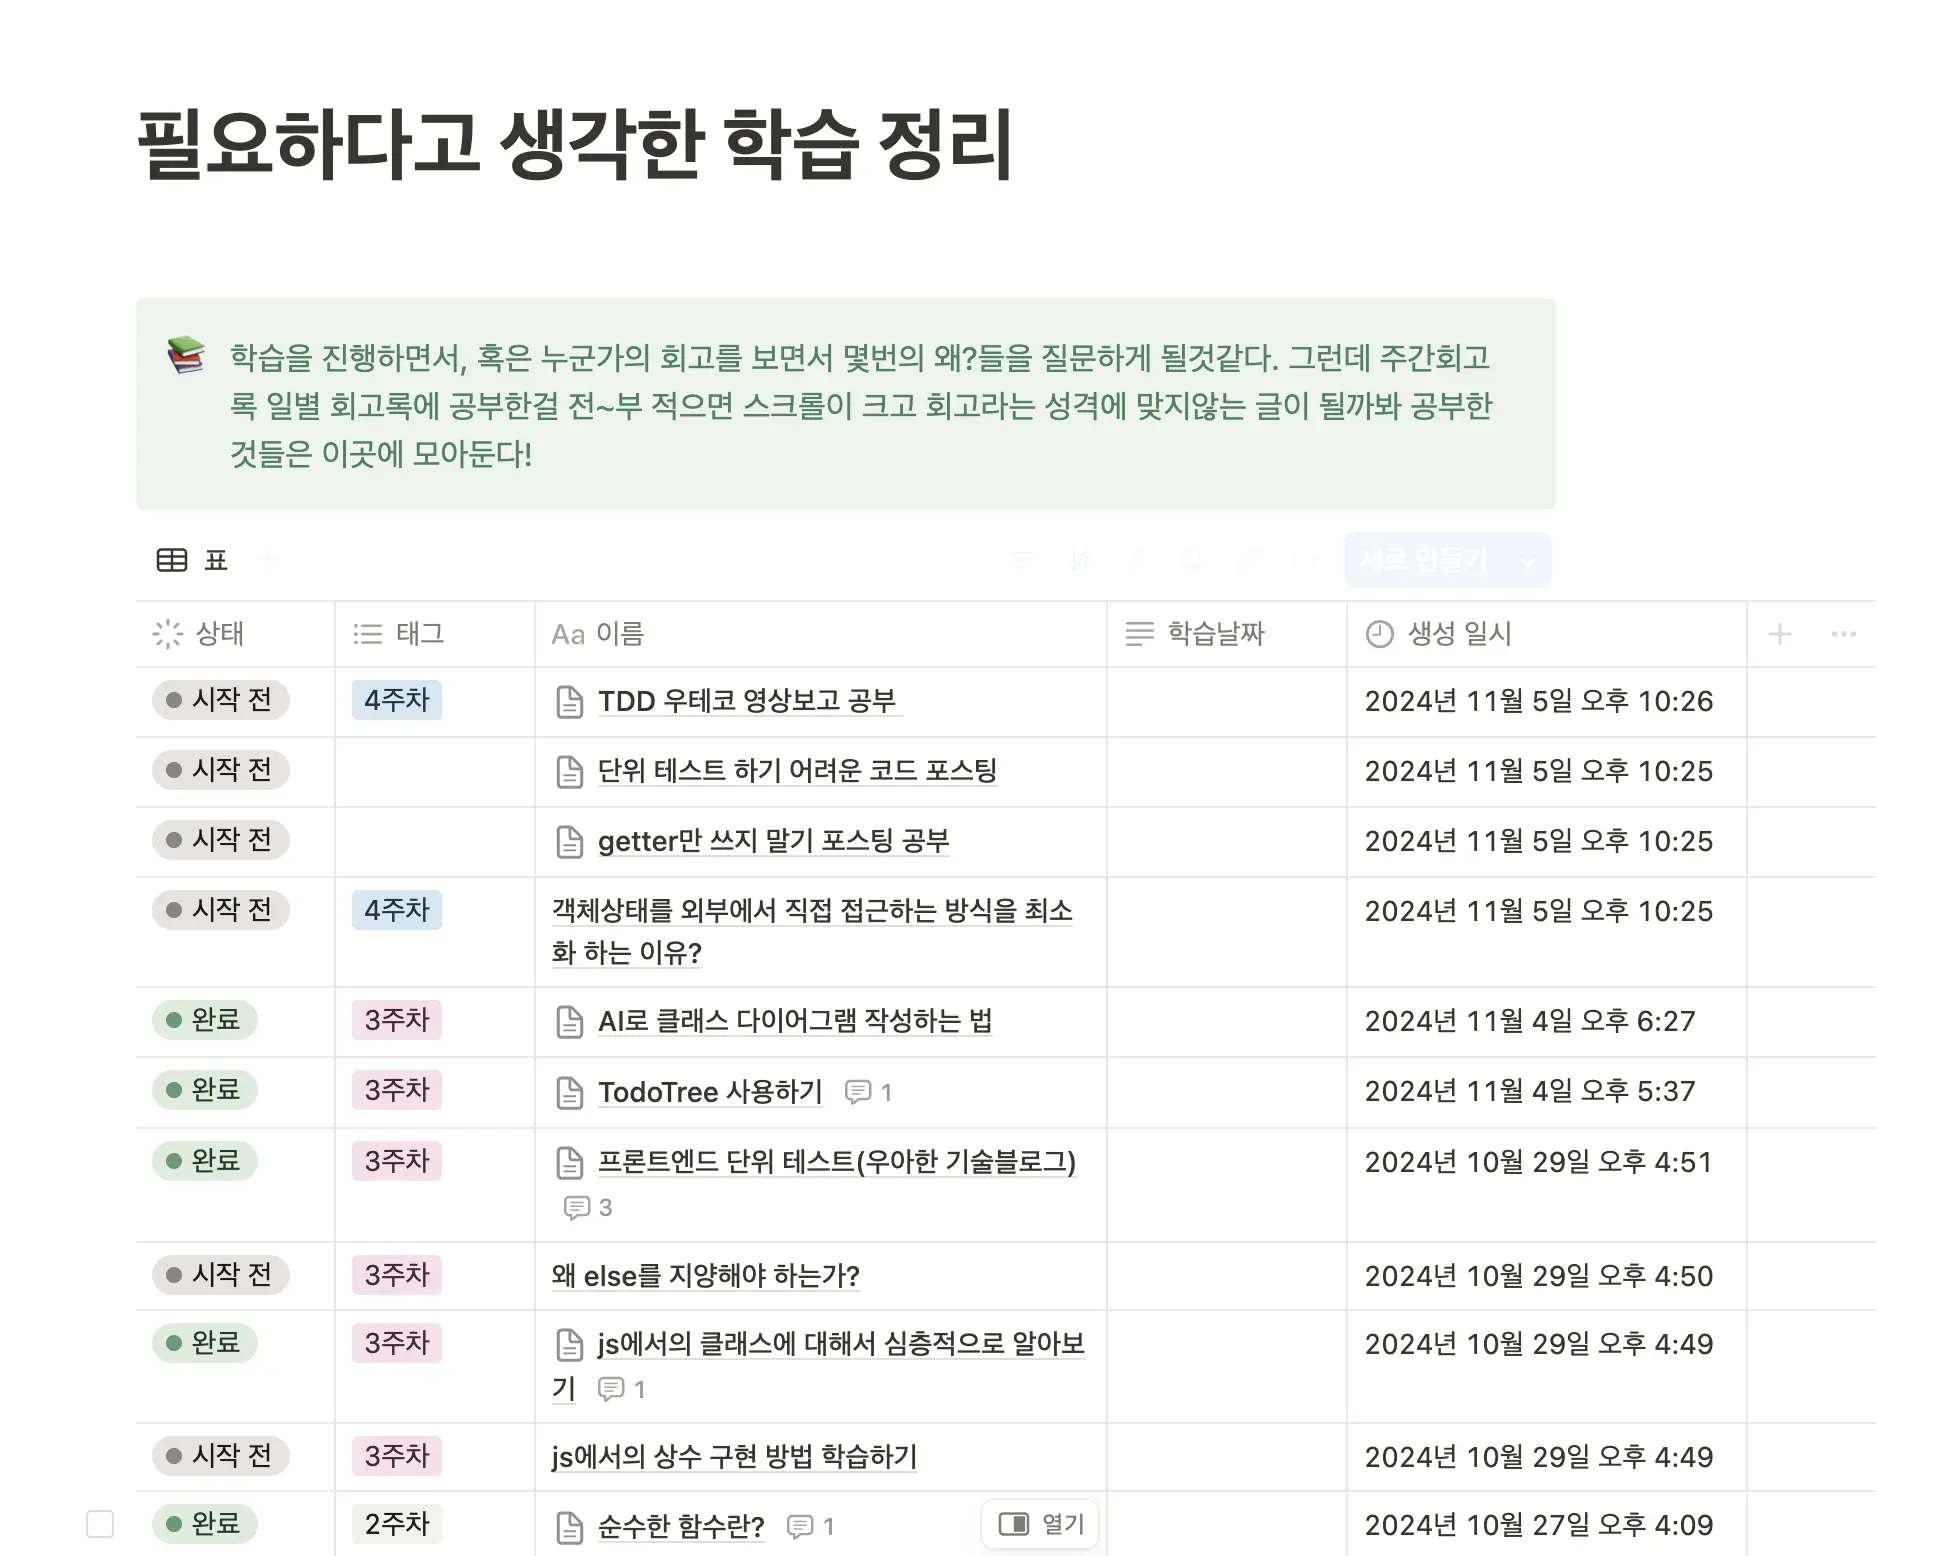 필요하다고 생각한 학습 정리
학습을 진행하면서, 혹은 누군가의 회고를 보면서 몇번의 왜?들을 질문하게 될것같다. 그런데 주간회고
록 일별 회고록에 공부한걸 전~부 적으면 스크롤이 크고 회고라는 성격에 맞지않는 글이 될까봐 공부한
것들은 이곳에 모아둔다!
표 새로 만들기
상태 태그 Aa 이름 학습날짜 생성 일시
시작 전 4주차 TDD 우테코 영상보고 공부 2024년 11월 5일 오후 10:26
시작 전 단위 테스트 하기 어려운 코드 포스팅 2024년 11월 5일 오후 10:25
시작 전 getter만 쓰지 말기 포스팅 공부 2024년 11월 5일 오후 10:25
시작 전 4주차 객체상태를 외부에서 직접 접근하는 방식을 최소 2024년 11월 5일 오후 10:25
화 하는 이유?
완료 3주차 AI로 클래스 다이어그램 작성하는 법 2024년 11월 4일 오후 6:27
완료 3주차 TodoTree 사용하기 1 2024년 11월 4일 오후 5:37
완료 3주차 프론트엔드 단위 테스트(우아한 기술블로그) 2024년 10월 29일 오후 4:51
3
시작 전 3주차 왜 else를 지양해야 하는가? 2024년 10월 29일 오후 4:50
완료 3주차 js에서의 클래스에 대해서 심층적으로 알아보 2024년 10월 29일 오후 4:49
기 1
시작 전 3주차 js에서의 상수 구현 방법 학습하기 2024년 10월 29일 오후 4:49
완료 2주차 순수한 함수란? 1 열기 2024년 10월 27일 오후 4:09